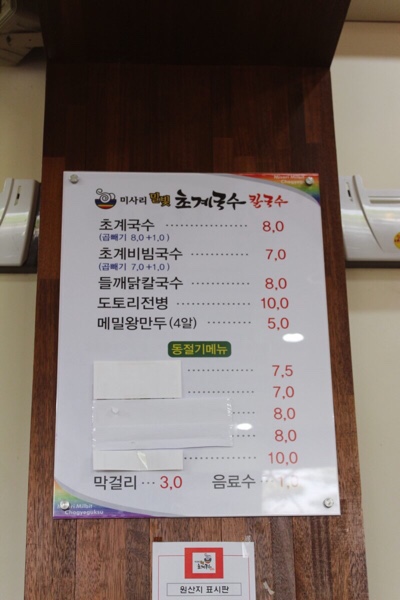 미사리 밀빛 초계국수 칼국수
초계국수 8,0
(곱빼기 8,0 +1,0)
초계비빔국수 7,0
(곱빼기 7,0 +1,0)
들깨닭칼국수 8,0
도토리전병 10,0
메밀왕만두 (4알) 5,0
동절기메뉴
7,5
7,0
8,0
8,0
10,0
막걸리 ··· 3,0 음료수
원산지 표시판